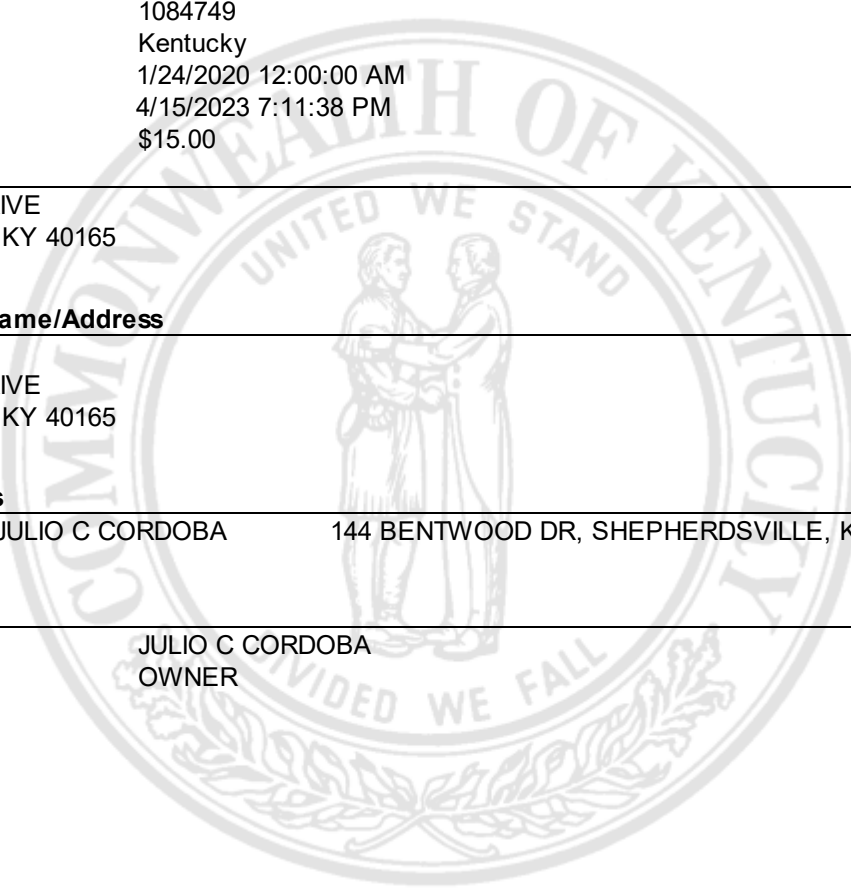 1084749
Kentucky
1/24/2020 12:00:00 AM
4/15/2023 7:11:38 PM
$15.00
IVE
KY 40165
ame/Address
IVE
KY 40165
s
JULIO C CORDOBA 144 BENTWOOD DR, SHEPHERDSVILLE, K
JULIO C CORDOBA
OWNER
COMMONWEALTH OF KENTUCKY
UNITED WE STAND
DIVIDED WE FALL